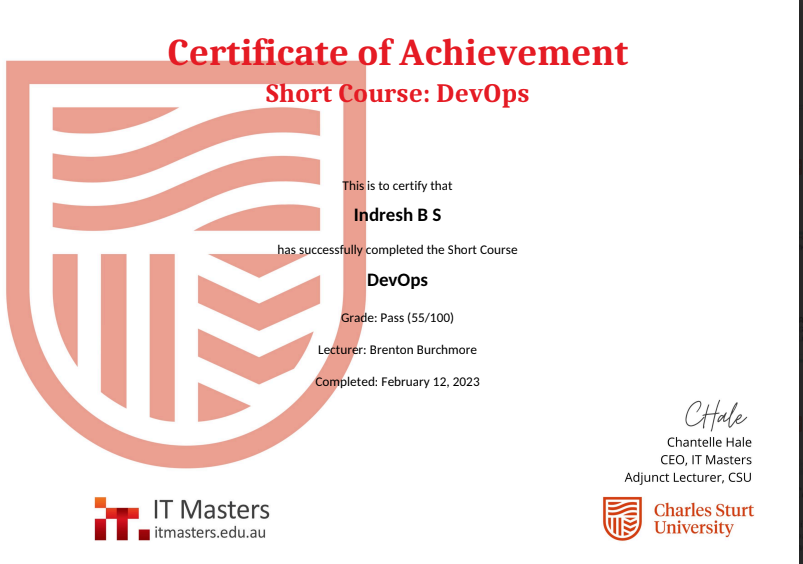 Certificate of Achievement
Short Course: DevOps
This is to certify that
Indresh B S
has successfully completed the Short Course
DevOps
Grade: Pass (55/100)
Lecturer: Brenton Burchmore
Completed: February 12, 2023
CHale
Chantelle Hale
CEO, IT Masters
Adjunct Lecturer, CSU
IT Masters
itmasters.edu.au
Charles Sturt
University